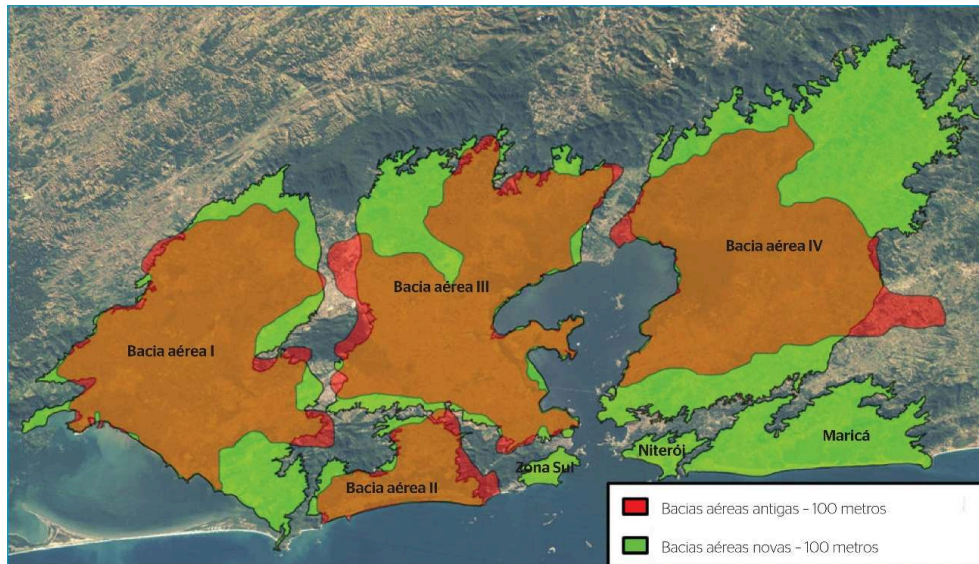 Bacia aérea IV
Bacia aérea III
Bacia aérea I
Maricá
Niterói
Zona Sul
Bacia aérea II
Bacias aéreas antigas - 100 metros
Bacias aéreas novas - 100 metros